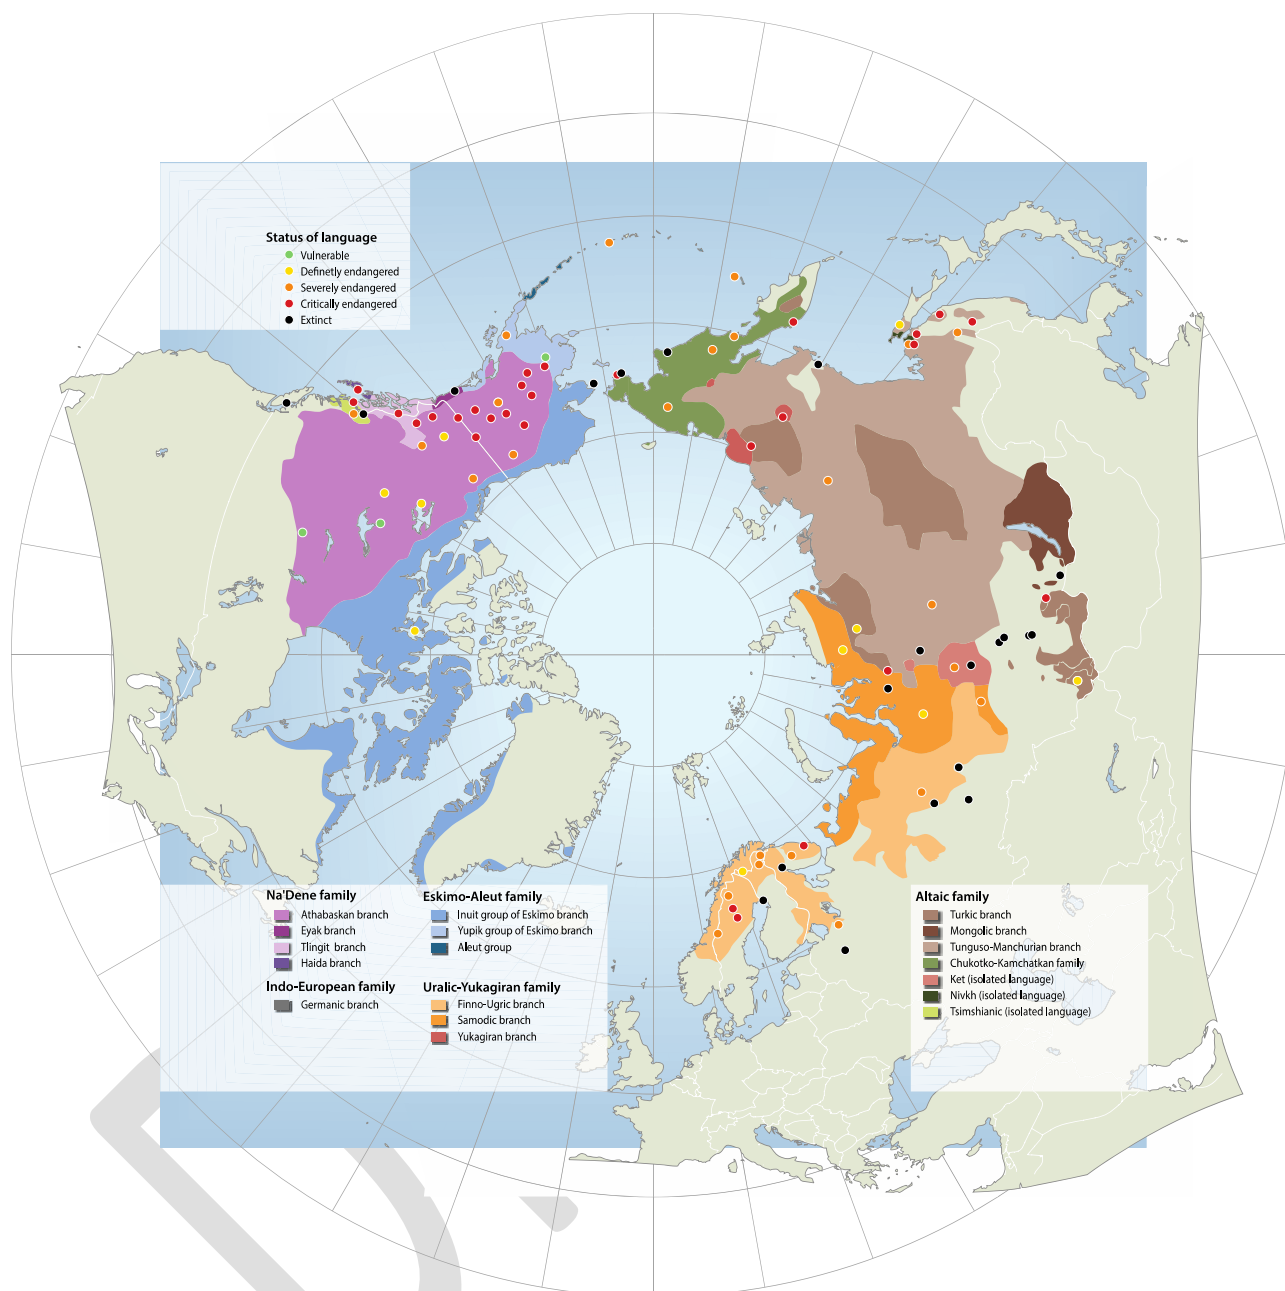 Status of language
Vulnerable
Definetly endangered
Severely endangered
Critically endangered
Extinct
Na'Dene family
Athabaskan branch
Eyak branch
Tlingit branch
Haida branch
Indo-European family
Germanic branch
Eskimo-Aleut family
Inuit group of Eskimo branch
Yupik group of Eskimo branch
Aleut group
Uralic-Yukagiran family
Finno-Ugric branch
Samodic branch
Yukagiran branch
Altaic family
Turkic branch
Mongolic branch
Tunguso-Manchurian branch
Chukotko-Kamchatkan family
Ket (isolated language)
Nivkh (isolated language)
Tsimshianic (isolated language)